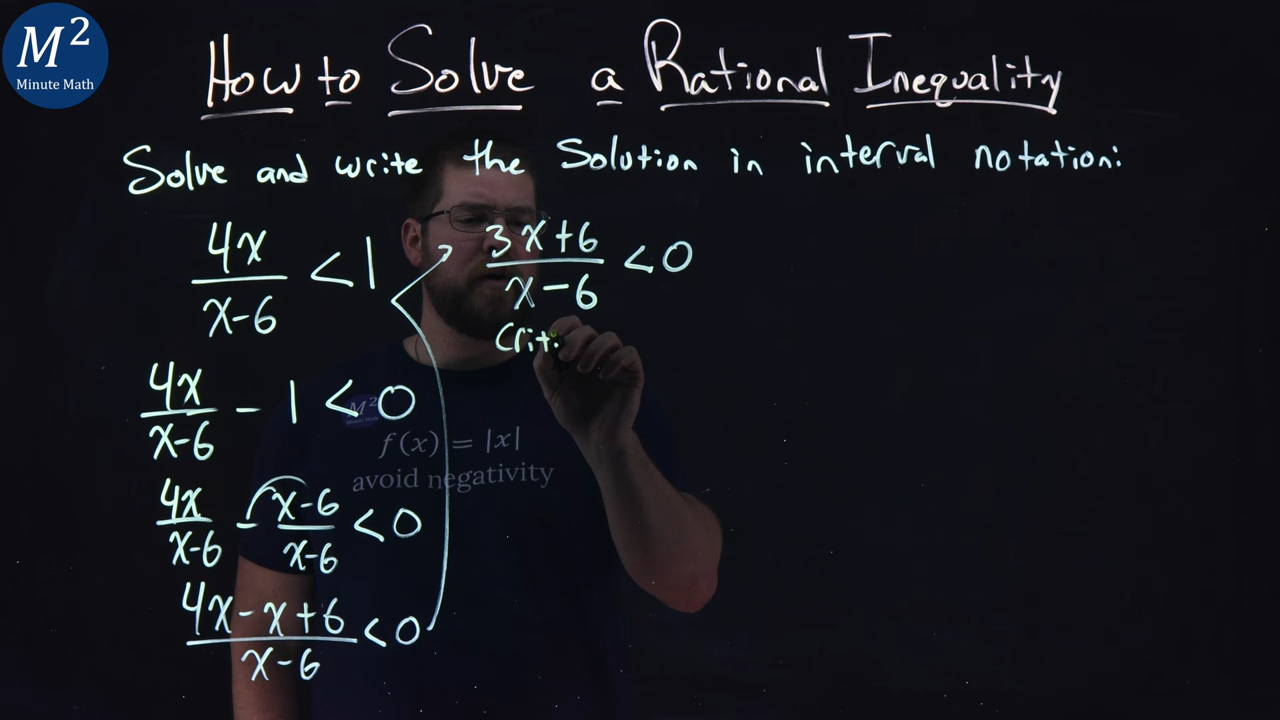 M²
Minute Math
How to Solve a Rational Inequality
Solve and write the Solution in interval notation:
4x/(x-6) < 1
4x/(x-6) - 1 < 0
4x/(x-6) - (x-6)/(x-6) < 0
(4x-x+6)/(x-6) < 0
(3x+6)/(x-6) < 0
Crit.
M²
f(x) = |x|
avoid negativity